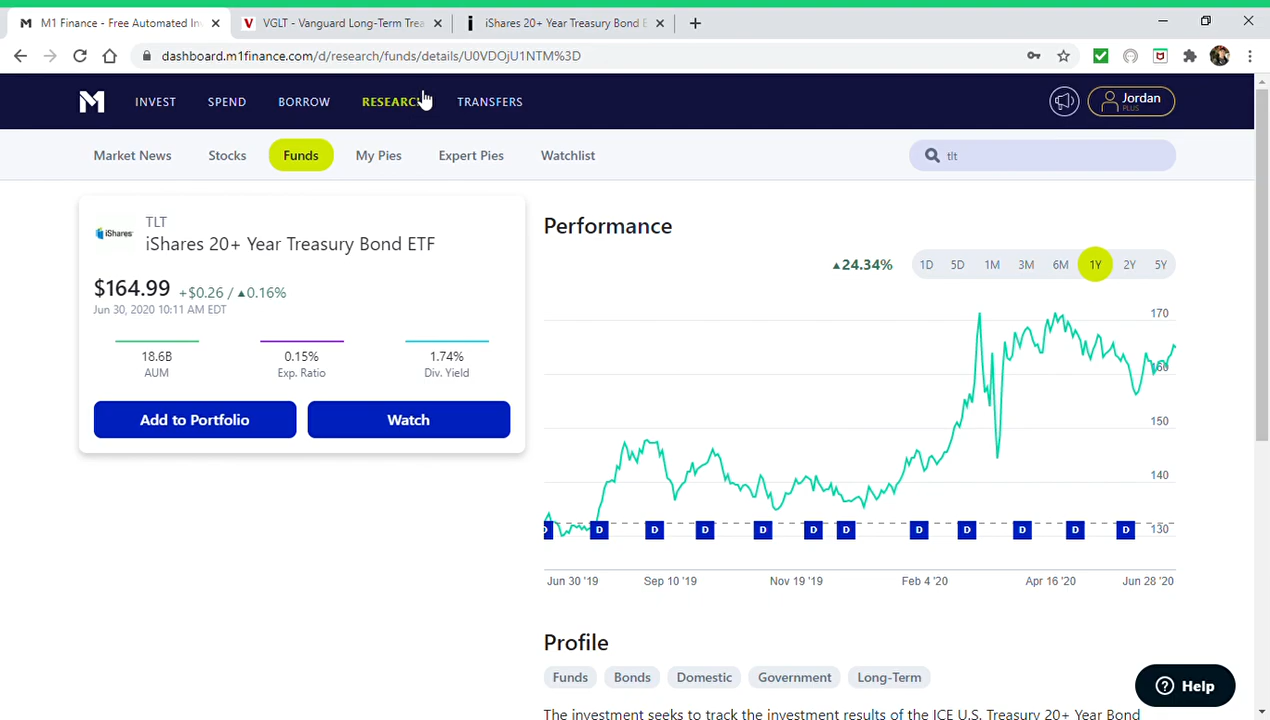 M1 Finance - Free Automated In
VGLT - Vanguard Long-Term Trea
iShares 20+ Year Treasury Bond E
dashboard.m1finance.com/d/research/funds/details/U0VDOjU1NTM%3D
M
INVEST
SPEND
BORROW
RESEARCH
TRANSFERS
Jordan
PLUS
Market News
Stocks
Funds
My Pies
Expert Pies
Watchlist
tlt
iShares
TLT
iShares 20+ Year Treasury Bond ETF
$164.99 +$0.26 / ▲0.16%
Jun 30, 2020 10:11 AM EDT
18.6B
AUM
0.15%
Exp. Ratio
1.74%
Div. Yield
Add to Portfolio
Watch
Performance
▲24.34%
1D 5D 1M 3M 6M 1Y 2Y 5Y
170
160
150
140
130
D D D D D D D D D D D D
Jun 30 '19
Sep 10 '19
Nov 19 '19
Feb 4 '20
Apr 16 '20
Jun 28 '20
Profile
Funds
Bonds
Domestic
Government
Long-Term
The investment seeks to track the investment results of the ICE U.S. Treasury 20+ Year Bond
Help